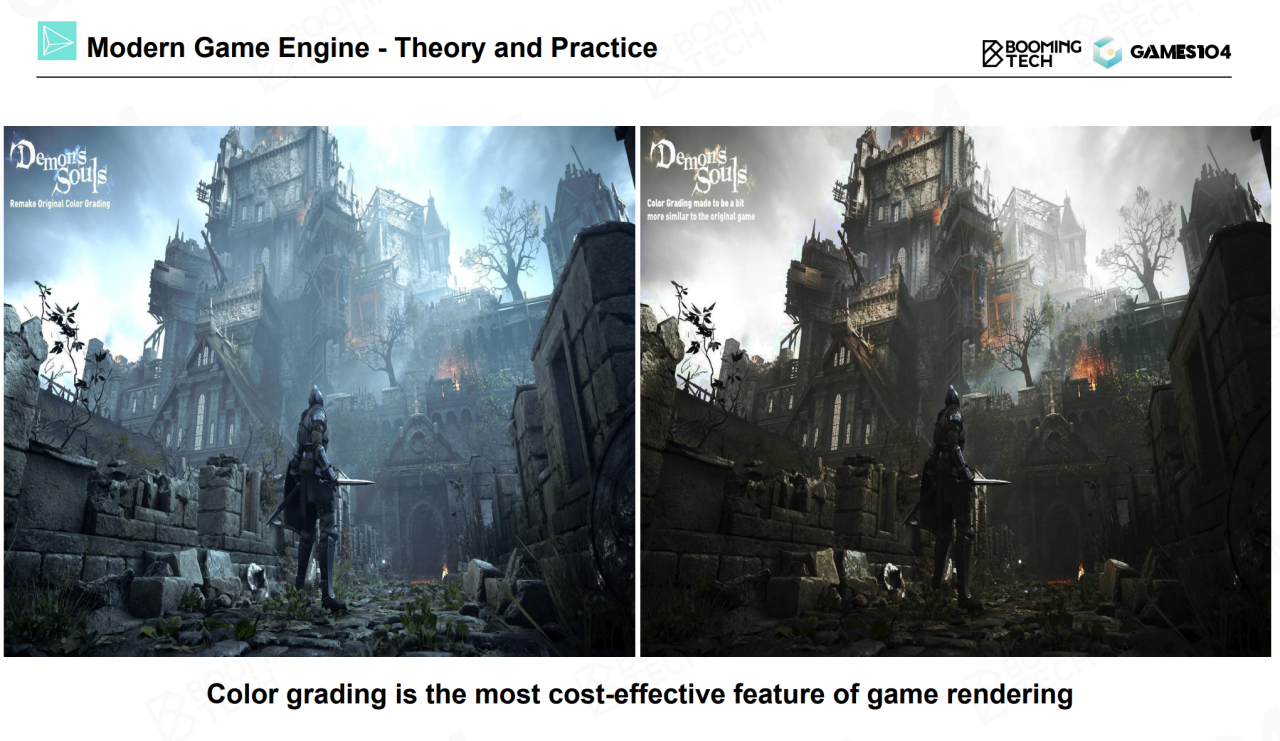 Modern Game Engine - Theory and Practice
BOOMING
TECH
GAMES104
Demon's
Souls
Remake Original Color Grading
Demon's
Souls
Color Grading made to be a bit
more similar to the original game
Color grading is the most cost-effective feature of game rendering